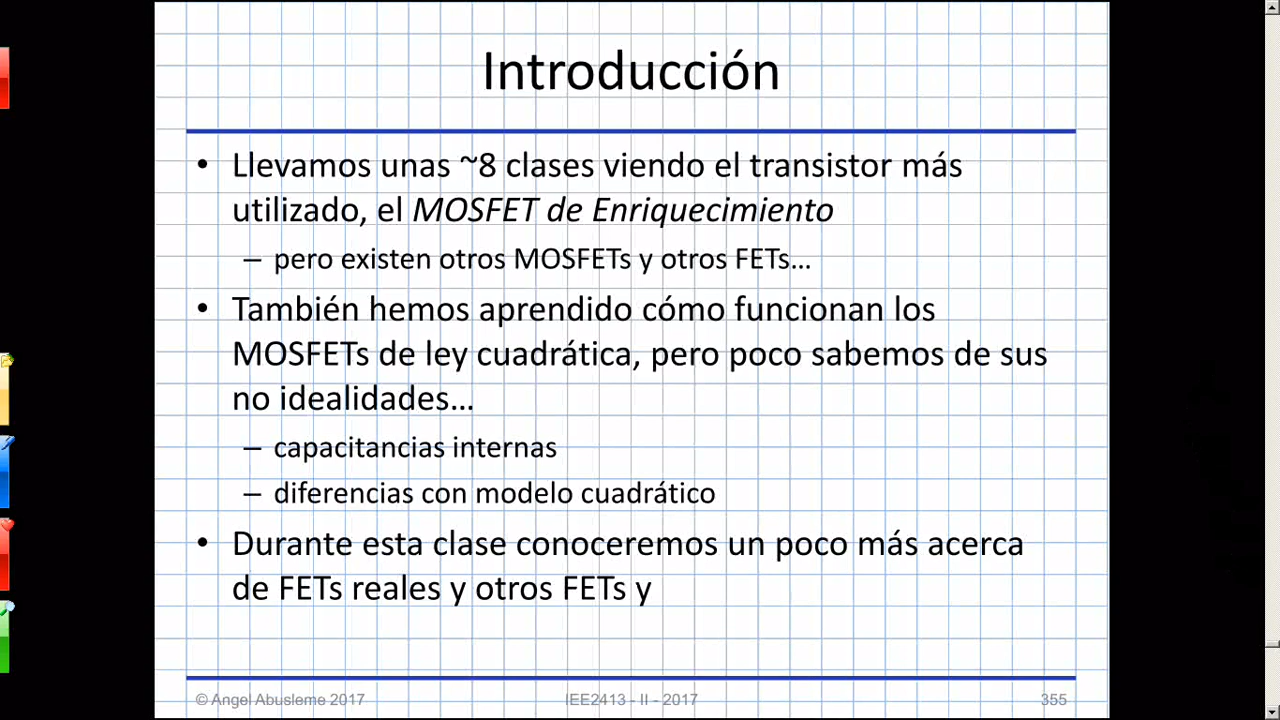 Introducción
• Llevamos unas ~8 clases viendo el transistor más
utilizado, el MOSFET de Enriquecimiento
– pero existen otros MOSFETs y otros FETs…
• También hemos aprendido cómo funcionan los
MOSFETs de ley cuadrática, pero poco sabemos de sus
no idealidades…
– capacitancias internas
– diferencias con modelo cuadrático
• Durante esta clase conoceremos un poco más acerca
de FETs reales y otros FETs y
© Angel Abusleme 2017
IEE2413 - II - 2017
355